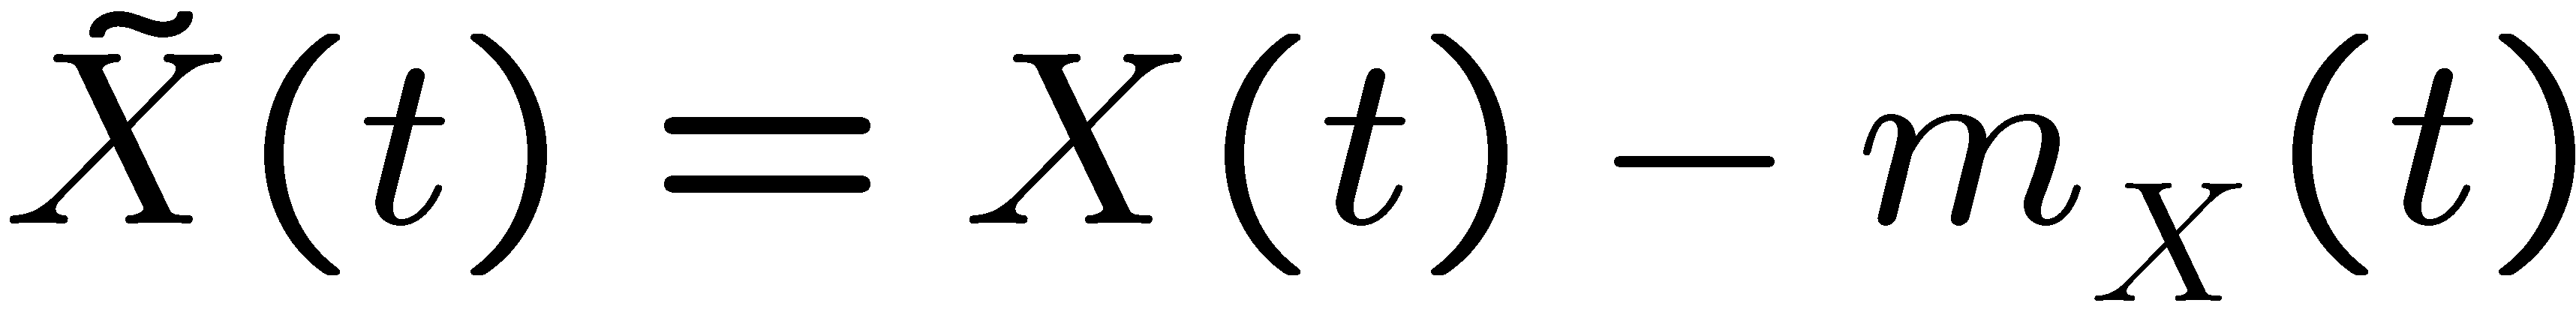 X̃(t) = X(t) − m_X(t)